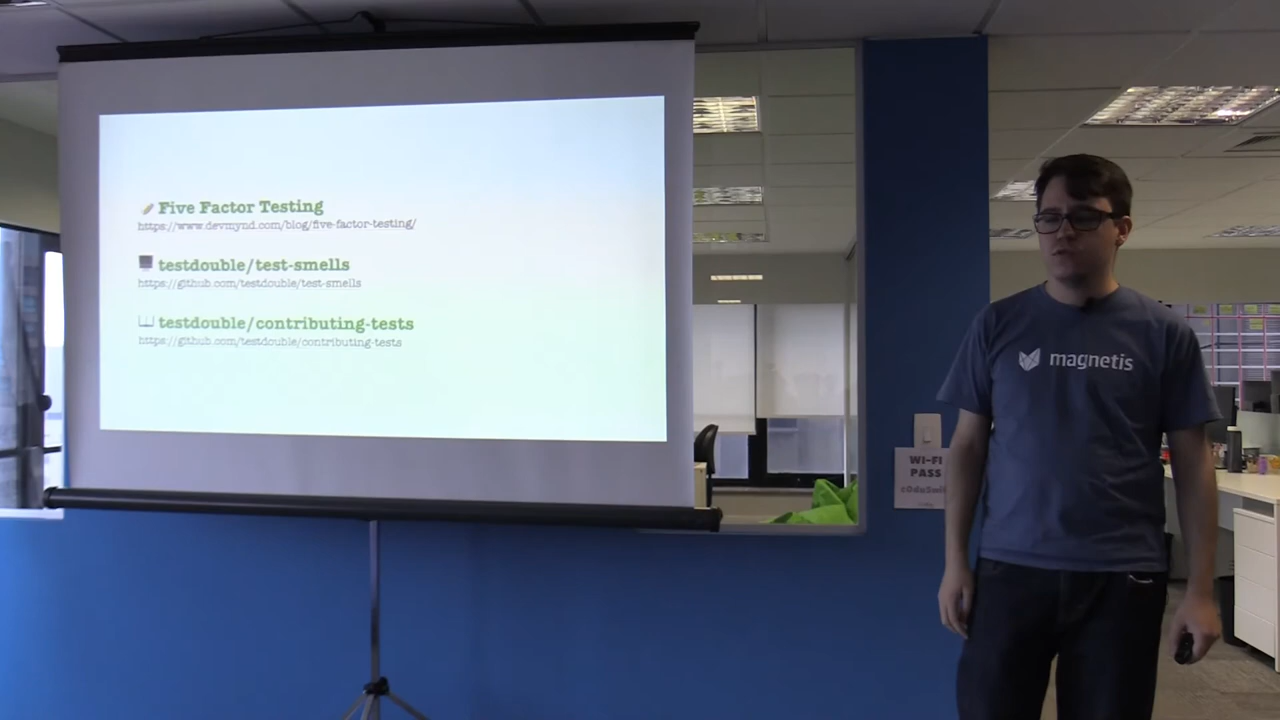 Five Factor Testing
https://www.devmynd.com/blog/five-factor-testing/
testdouble/test-smells
https://github.com/testdouble/test-smells
testdouble/contributing-tests
https://github.com/testdouble/contributing-tests
magnetis
WI-FI
PASS